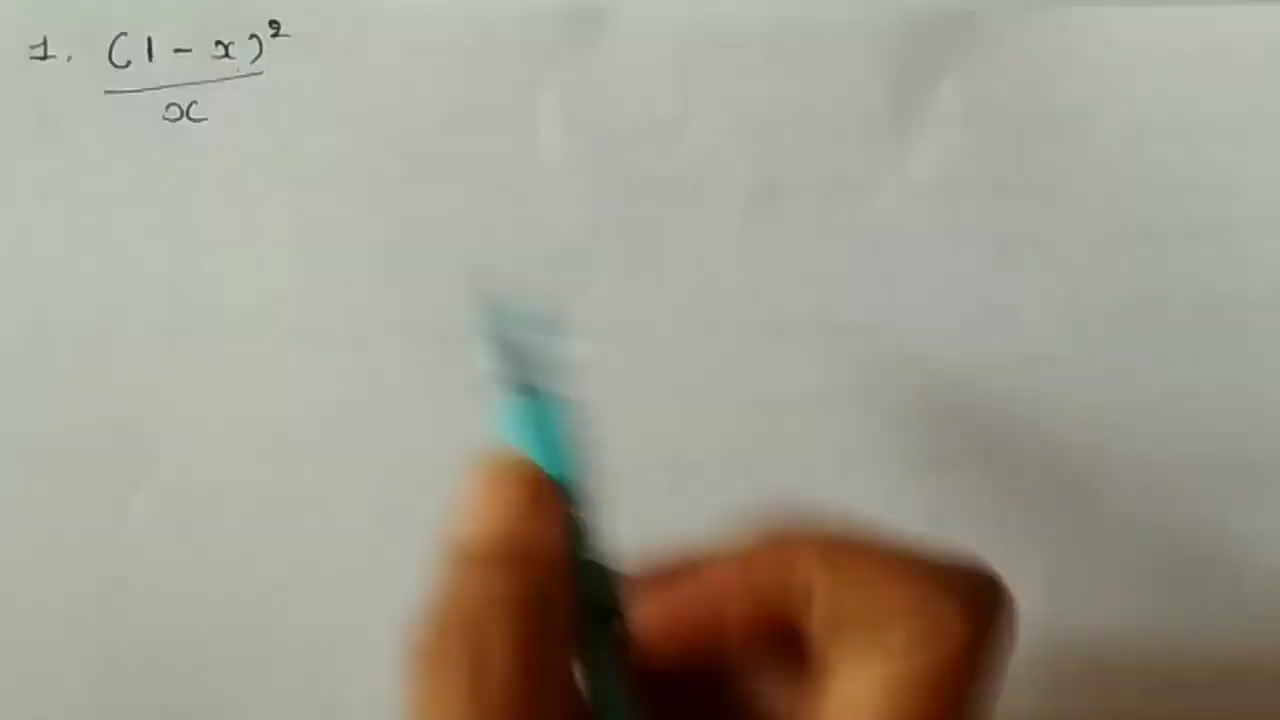 1. (1 - x)²
x